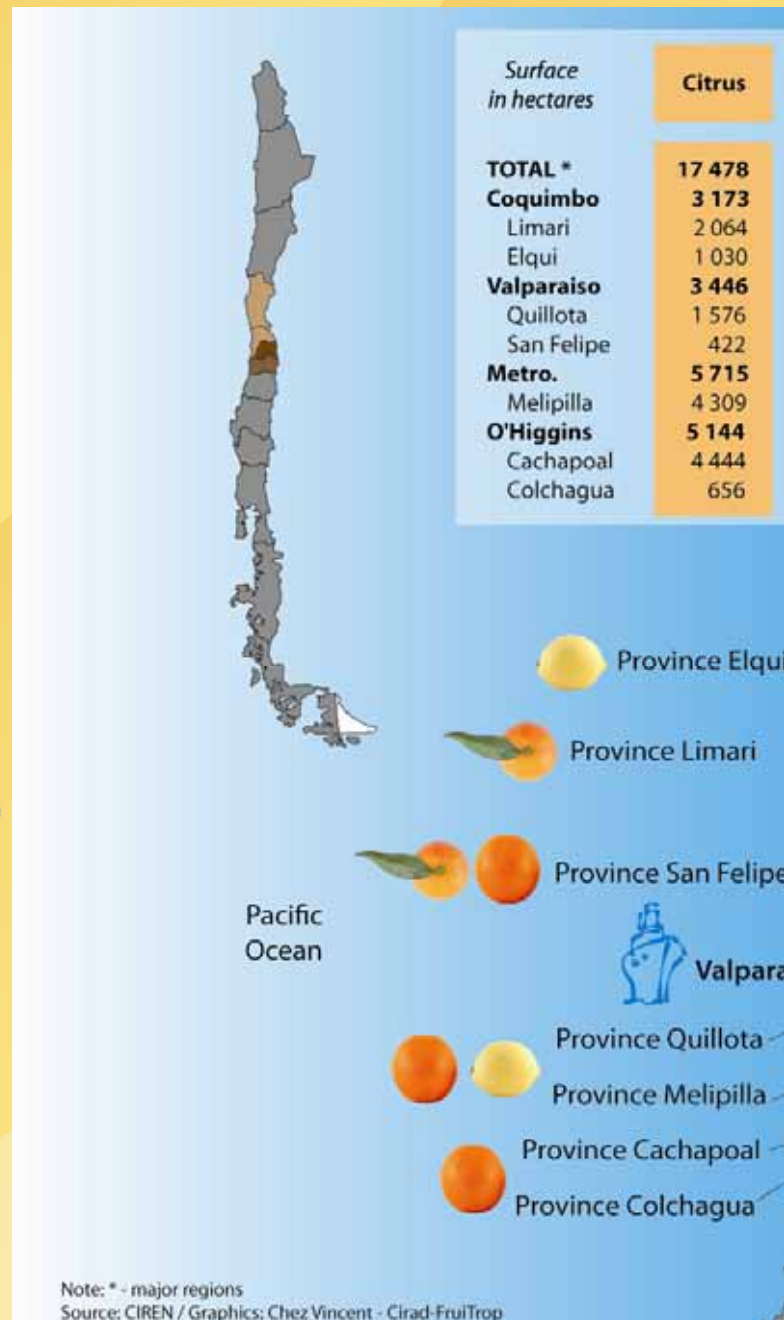 Surface
in hectares
Citrus
TOTAL * 17 478
Coquimbo 3 173
Limari 2 064
Elqui 1 030
Valparaiso 3 446
Quillota 1 576
San Felipe 422
Metro. 5 715
Melipilla 4 309
O'Higgins 5 144
Cachapoal 4 444
Colchagua 656
Province Elqui
Province Limari
Province San Felipe
Pacific
Ocean
Valpara
Province Quillota
Province Melipilla
Province Cachapoal
Province Colchagua
Note: * - major regions
Source: CIREN / Graphics: Chez Vincent - Cirad-FruiTrop